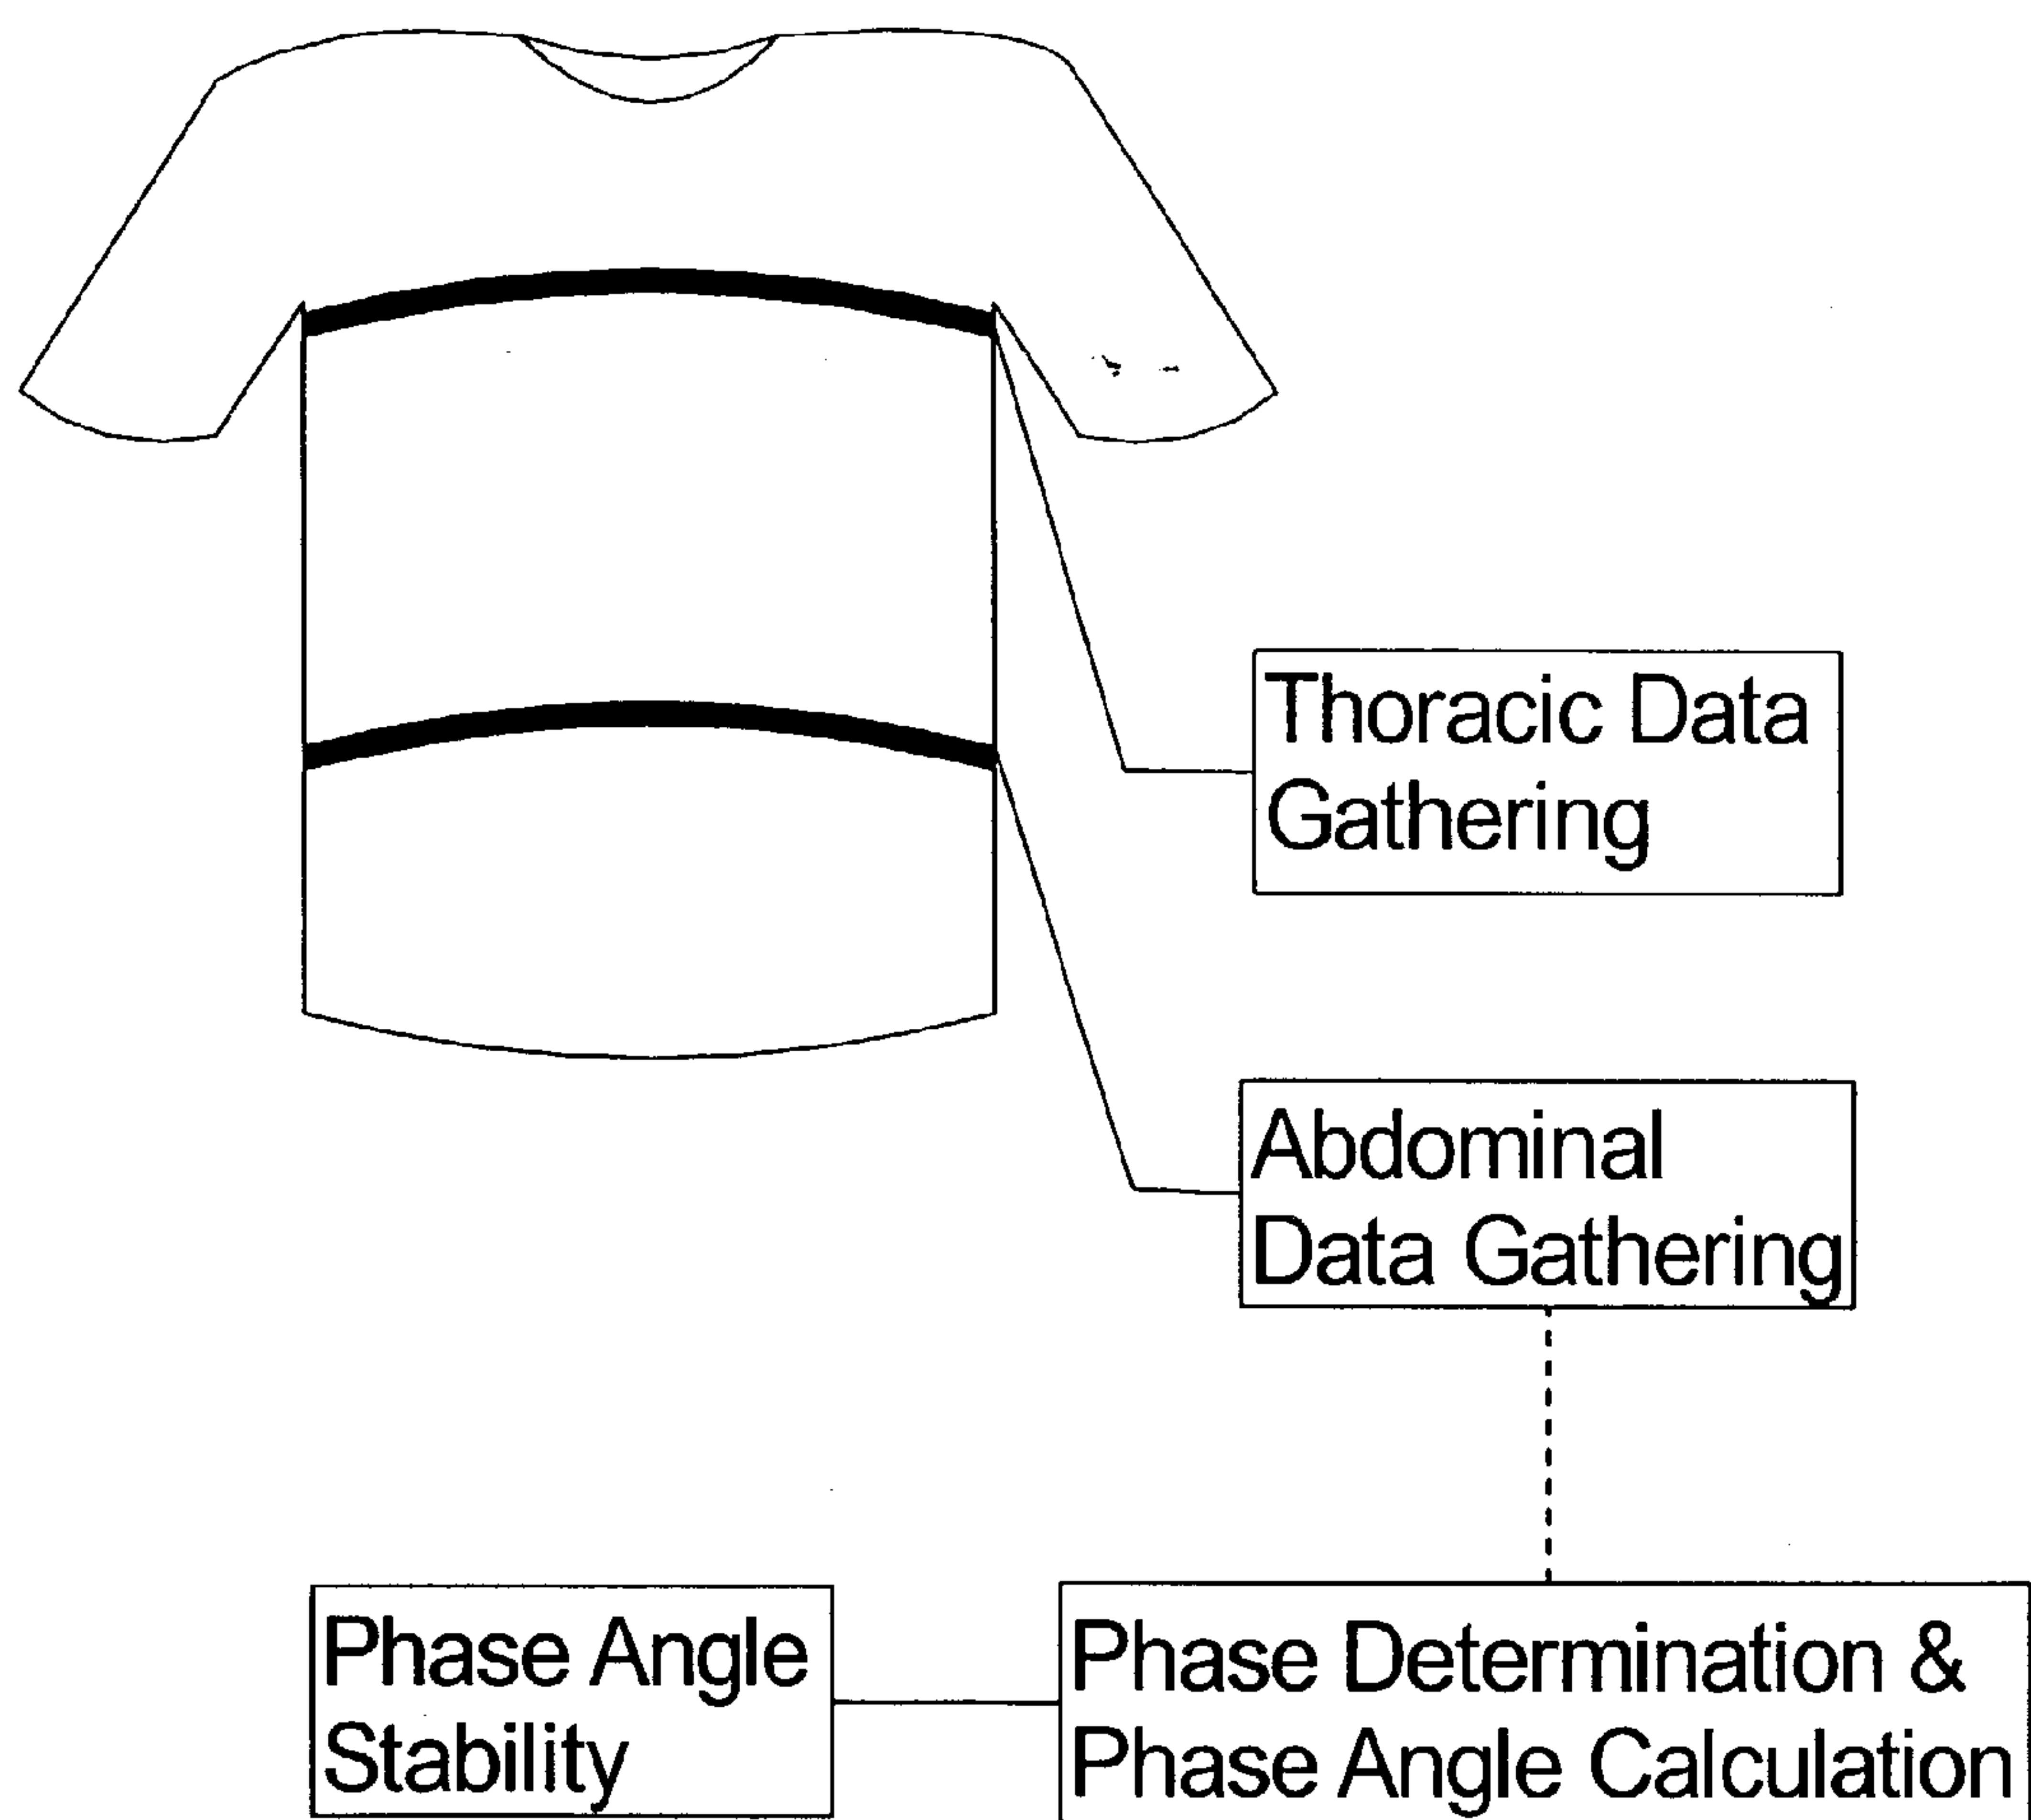 Thoracic Data
Gathering
Abdominal
Data Gathering
Phase Angle
Stability
Phase Determination &
Phase Angle Calculation